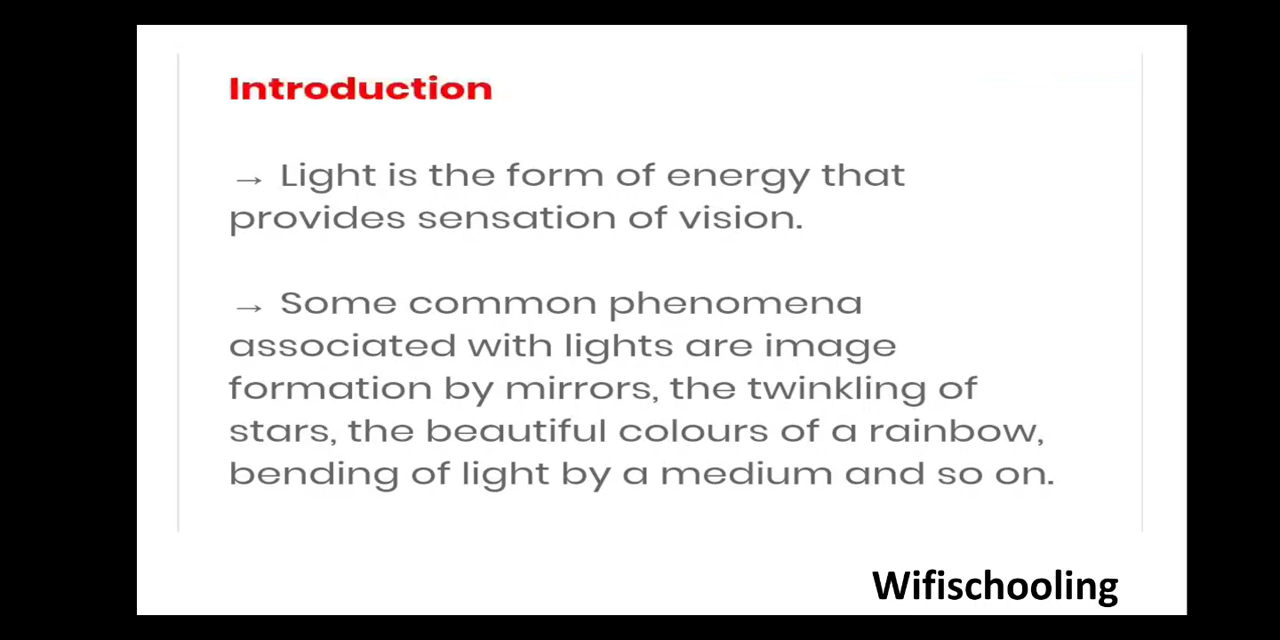 Introduction
→ Light is the form of energy that
provides sensation of vision.
→ Some common phenomena
associated with lights are image
formation by mirrors, the twinkling of
stars, the beautiful colours of a rainbow,
bending of light by a medium and so on.
Wifischooling